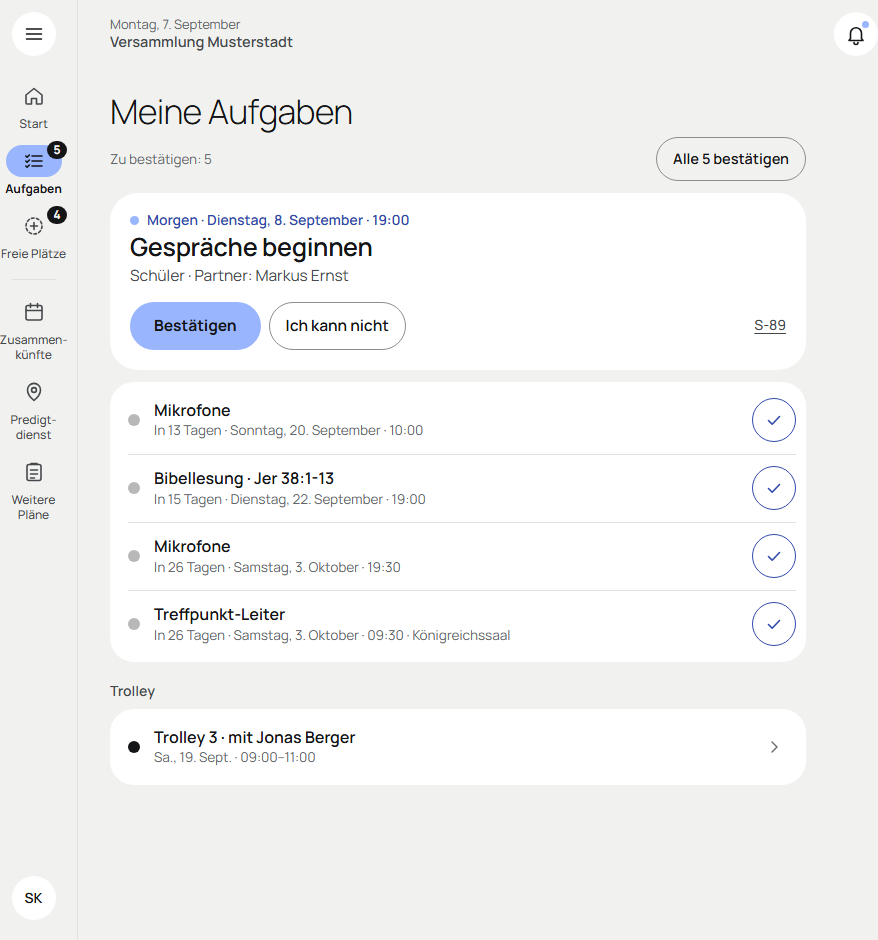 Montag, 7. September
Versammlung Musterstadt
Start
5
Aufgaben
4
Freie Plätze
Zusammen-
künfte
Predigt-
dienst
Weitere
Pläne
SK
Meine Aufgaben
Zu bestätigen: 5
Alle 5 bestätigen
Morgen · Dienstag, 8. September · 19:00
Gespräche beginnen
Schüler · Partner: Markus Ernst
Bestätigen
Ich kann nicht
S-89
Mikrofone
In 13 Tagen · Sonntag, 20. September · 10:00
Bibellesung · Jer 38:1-13
In 15 Tagen · Dienstag, 22. September · 19:00
Mikrofone
In 26 Tagen · Samstag, 3. Oktober · 19:30
Treffpunkt-Leiter
In 26 Tagen · Samstag, 3. Oktober · 09:30 · Königreichssaal
Trolley
Trolley 3 · mit Jonas Berger
Sa., 19. Sept. · 09:00–11:00